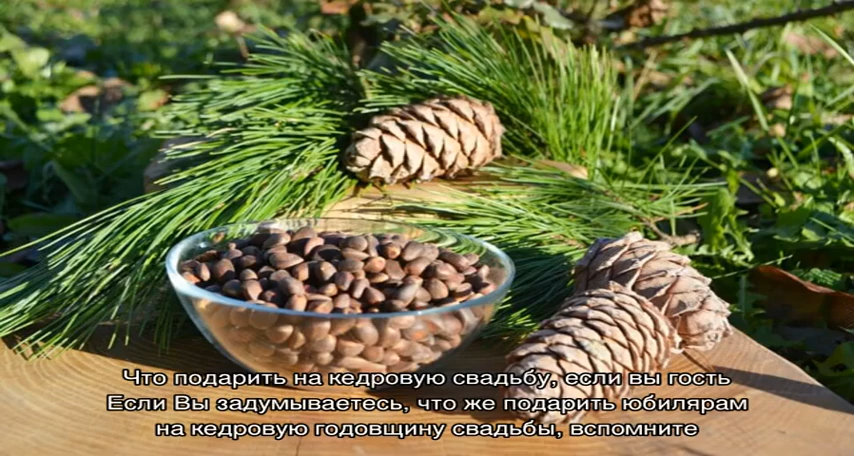 Что подарить на кедровую свадьбу, если вы гость
Если Вы задумываетесь, что же подарить юбилярам
на кедровую годовщину свадьбы, вспомните